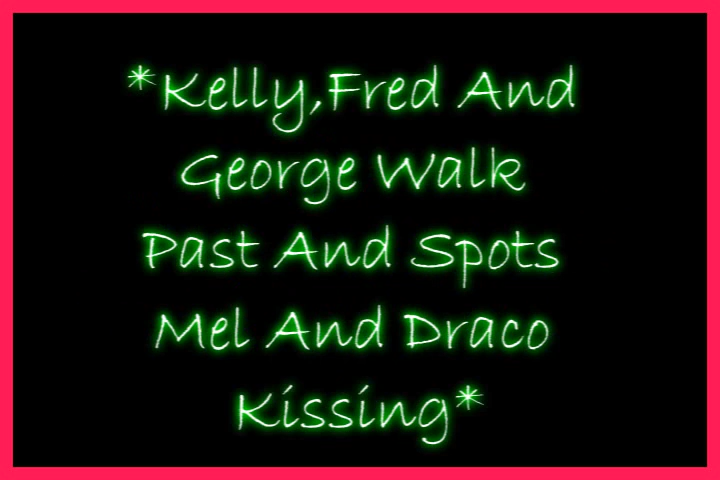 *Kelly,Fred And
George Walk
Past And Spots
Mel And Draco
Kissing*